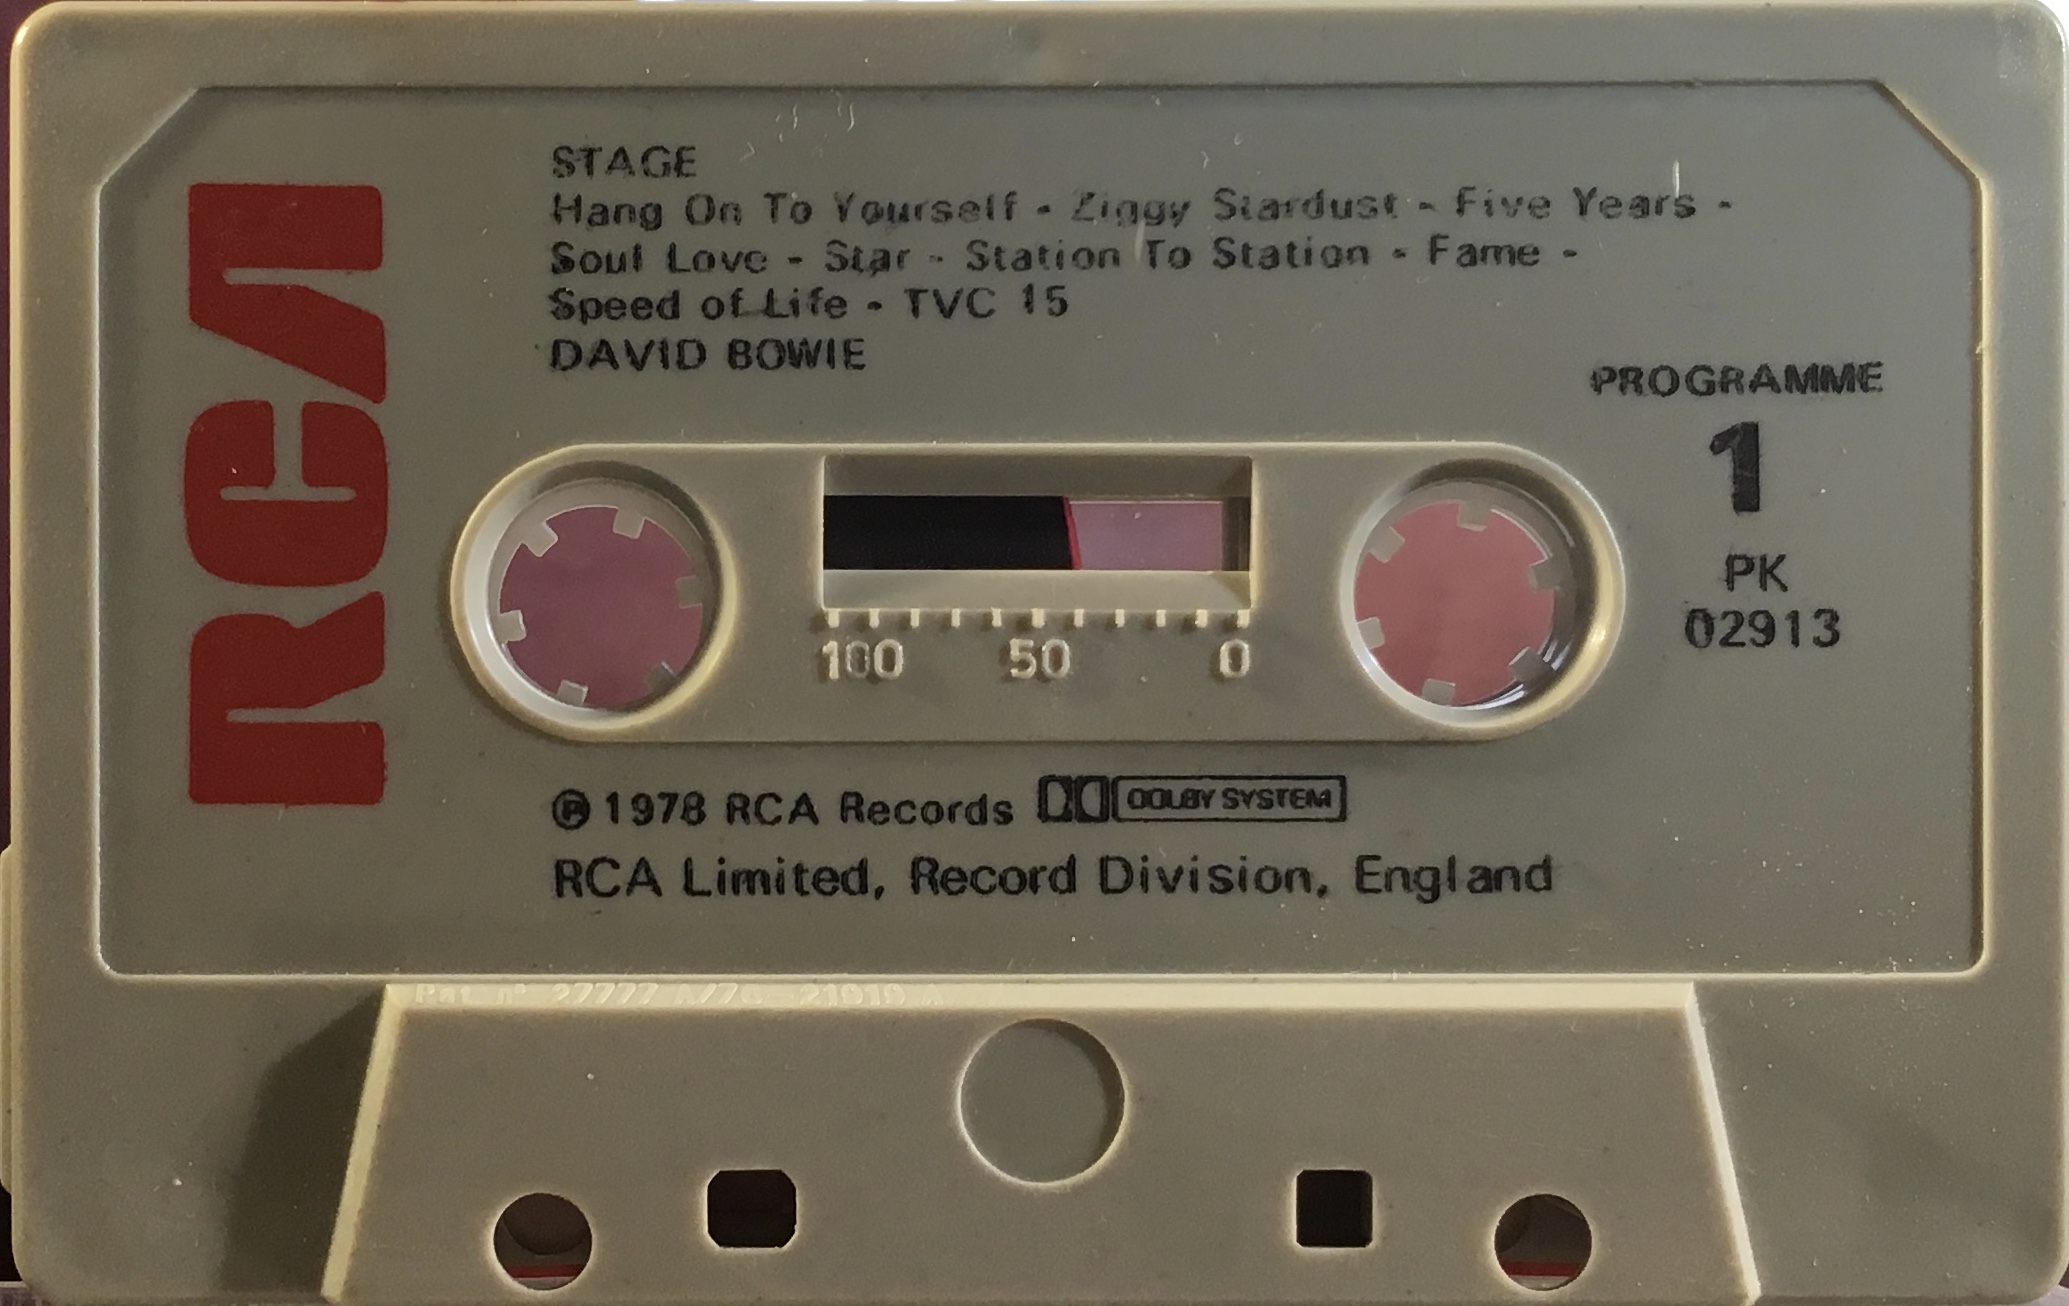 RCA
STAGE
Hang On To Yourself - Ziggy Stardust - Five Years -
Soul Love - Star - Station To Station - Fame -
Speed of Life - TVC 15
DAVID BOWIE
PROGRAMME
1
PK
02913
100 50 0
℗ 1978 RCA Records DOLBY SYSTEM
RCA Limited, Record Division, England
Pat. n° 27777